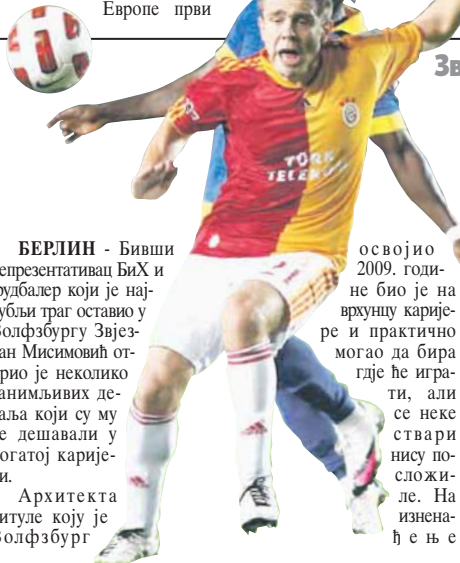 Европе први
Зв
БЕРЛИН - Бивши
епрезентативац БиХ и
удбалер који је нај-
убљи траг оставио у
Волфзбургу Звјез-
ан Мисимовић от-
рио је неколико
анимљивих де-
аља који су му
е дешавали у
огатој карије-
и.
Архитекта
итуле коју је
Волфзбург
освојио
2009. годи-
не био је на
врхунцу карије-
ре и практично
могао да бира
гдје ће игра-
ти, али
се неке
ствари
нису по-
сложи-
ле. На
изнена-
ђење
TÜRK
TELEKOM